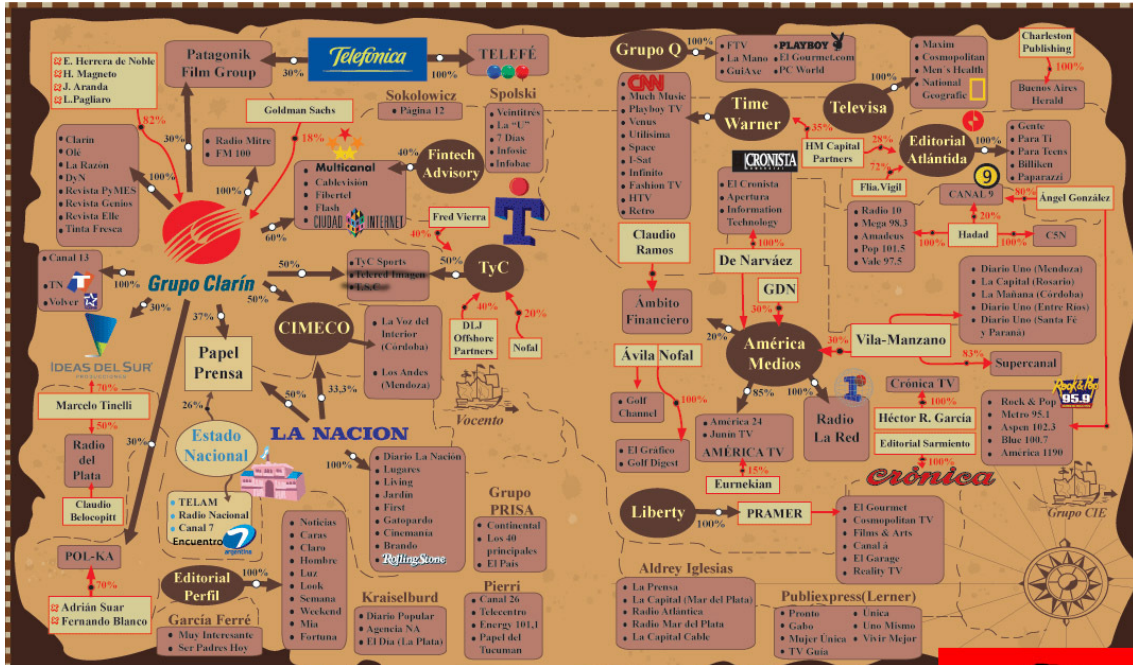 E. Herrera de Noble
H. Magneto
J. Aranda
L.Pagliaro
82%
Patagonik
Film Group
30%
Telefónica
100%
TELEFÉ
Goldman Sachs
18%
30%
Clarín
Olé
La Razón
DyN
Revista PyMES
Revista Genios
Revista Elle
Tinta Fresca
100%
Radio Mitre
FM 100
100%
Sokolowicz
Página 12
Spolski
Veintitrés
La "U"
7 Días
Infosic
Infobae
Multicanal
Cablevisión
Fibertel
Flash
CIUDAD INTERNET
60%
40%
Fintech
Advisory
Fred Vierra
40%
T
Canal 13
TN
Volver
100%
Grupo Clarín
50%
TyC Sports
Telered Imagen
T.S.C.
50%
TyC
40%
DLJ
Offshore
Partners
20%
Nofal
30%
IDEAS DEL SUR
PRODUCCIONES
70%
Marcelo Tinelli
50%
Radio
del
Plata
Claudio
Belocopitt
37%
Papel
Prensa
50%
CIMECO
La Voz del
Interior
(Córdoba)
Los Andes
(Mendoza)
50%
33,3%
26%
Vocento
LA NACION
Estado
Nacional
TELAM
Radio Nacional
Canal 7
Encuentro
7
argentina
100%
Diario La Nación
Lugares
Living
Jardín
First
Gatopardo
Cinemanía
Brando
RollingStone
Grupo
PRISA
Continental
Los 40
principales
El País
30%
POL-KA
70%
Adrián Suar
Fernando Blanco
Editorial
Perfil
100%
Noticias
Caras
Claro
Hombre
Luz
Look
Semana
Weekend
Mia
Fortuna
García Ferré
Muy Interesante
Ser Padres Hoy
Kraiselburd
Diario Popular
Agencia NA
El Día (La Plata)
Pierri
Canal 26
Telecentro
Energy 101,1
Papel del
Tucuman
Grupo Q
100%
FTV
La Mano
GuiAxe
PLAYBOY
El Gourmet.com
PC World
CNN
Much Music
Playboy TV
Venus
Utilísima
Space
I-Sat
Infinito
Fashion TV
HTV
Retro
Time
Warner
35%
HM Capital
Partners
Televisa
100%
Maxim
Cosmopolitan
Men´s Health
National
Geografic
Charleston
Publishing
100%
Buenos Aires
Herald
28%
72%
Flia.Vigil
Editorial
Atlántida
100%
Gente
Para Ti
Para Teens
Billiken
Paparazzi
EL CRONISTA
El Cronista
Apertura
Information
Technology
100%
De Narváez
9
CANAL 9
80%
Ángel González
20%
Radio 10
Mega 98.3
Amadeus
Pop 101.5
Vale 97.5
100%
Hadad
100%
C5N
Claudio
Ramos
Ámbito
Financiero
GDN
30%
20%
América
Medios
30%
Vila-Manzano
Diario Uno (Mendoza)
La Capital (Rosario)
La Mañana (Córdoba)
Diario Uno (Entre Ríos)
Diario Uno (Santa Fé
y Paraná)
83%
Supercanal
Ávila
Nofal
Golf
Channel
100%
El Gráfico
Golf Digest
85%
América 24
Junín TV
AMÉRICA TV
15%
Eurnekian
100%
Radio
La Red
Crónica TV
100%
Héctor R. García
Editorial Sarmiento
100%
Crónica
Rock & Pop
95.9
Rock & Pop
Metro 95.1
Aspen 102.3
Blue 100.7
America 1190
Grupo CIE
Liberty
100%
PRAMER
El Gourmet
Cosmopolitan TV
Films & Arts
Canal á
El Garage
Reality TV
Aldrey Iglesias
La Prensa
La Capital (Mar del Plata)
Radio Atlántica
Radio Mar del Plata
La Capital Cable
Publiexpress(Lerner)
Pronto
Gabo
Mujer Única
TV Guía
Unica
Uno Mismo
Vivir Mejor